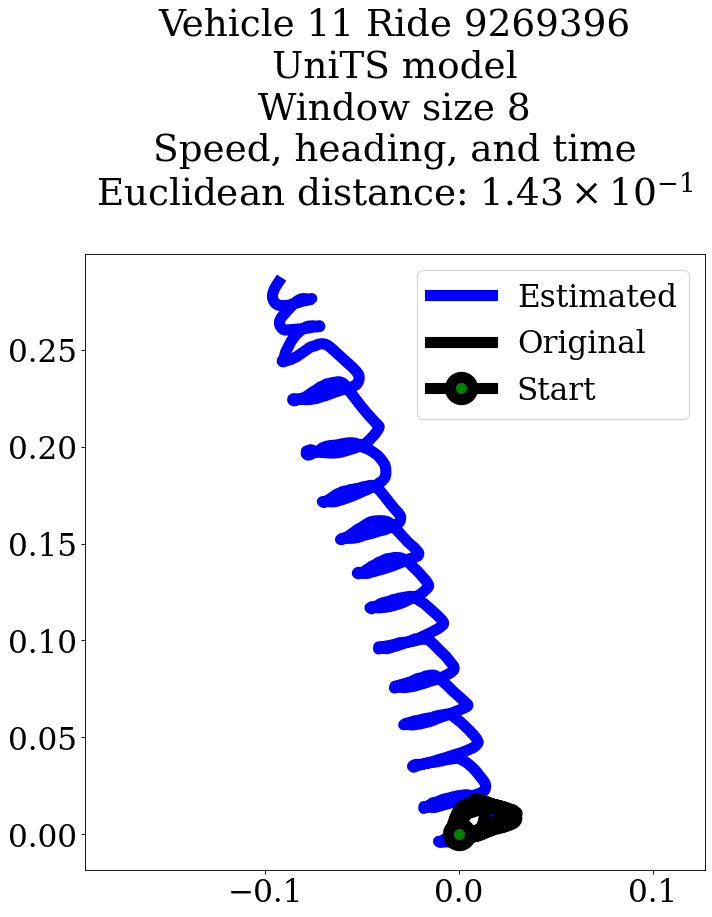 Vehicle 11 Ride 9269396
UniTS model
Window size 8
Speed, heading, and time
Euclidean distance: 1.43 × 10⁻¹
Estimated
Original
Start
0.25
0.20
0.15
0.10
0.05
0.00
−0.1
0.0
0.1